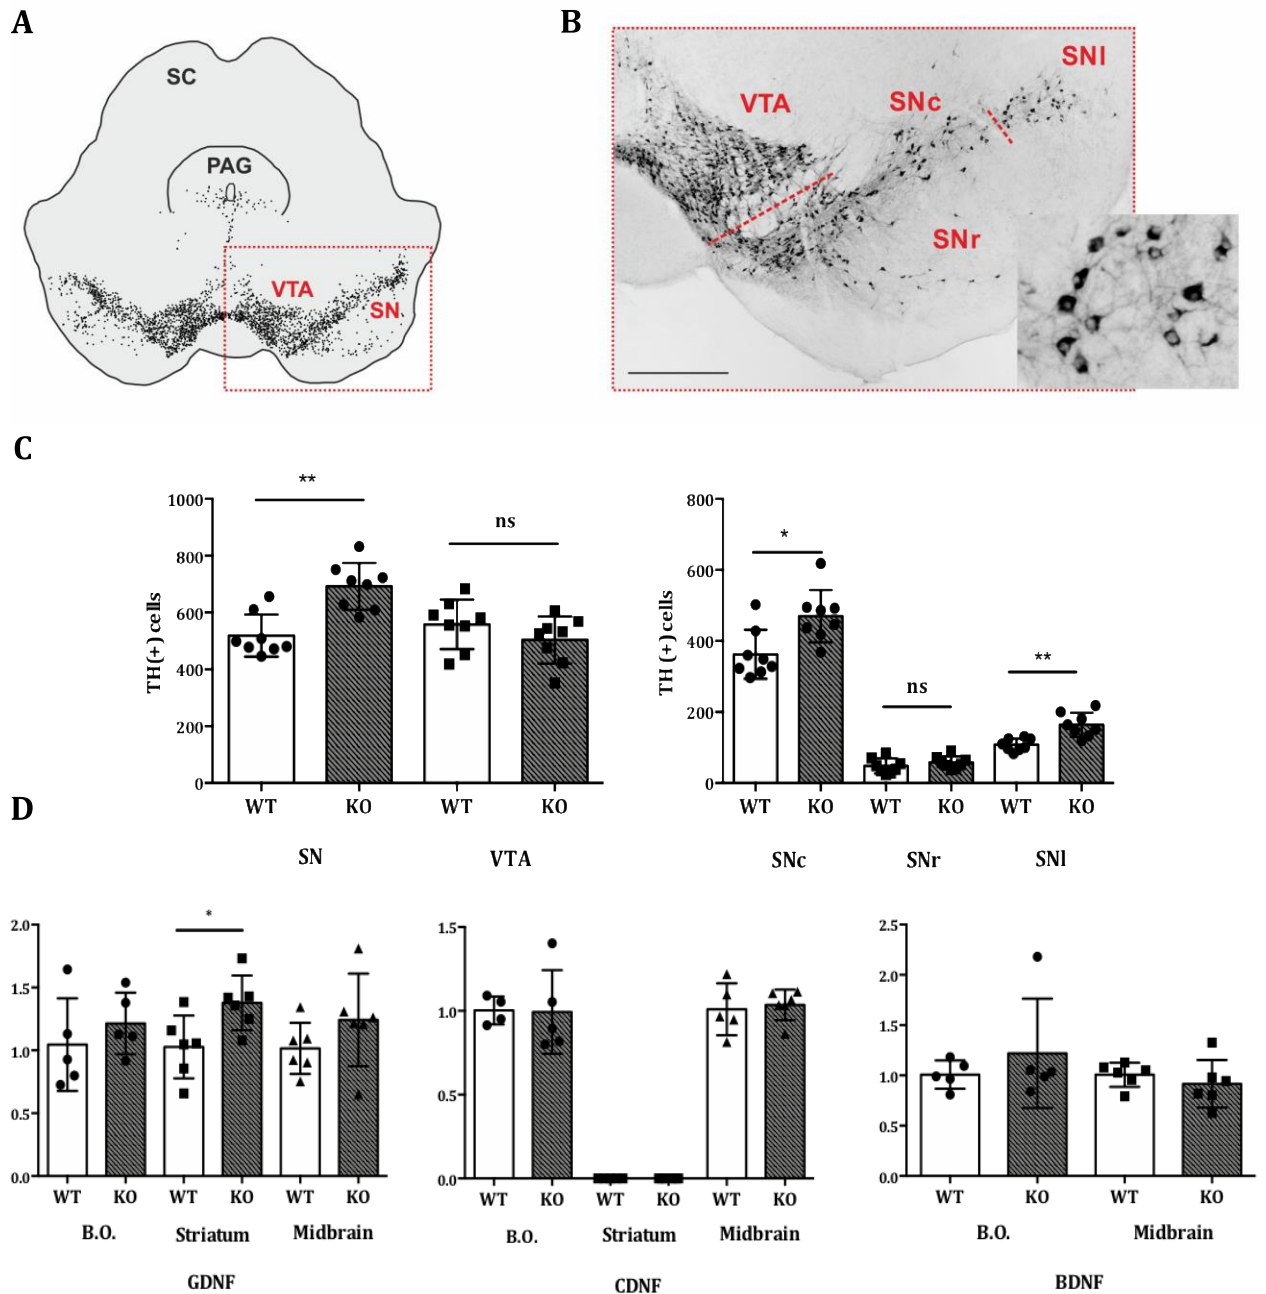 A
B
SC
PAG
VTA
SN
VTA
SNc
SNl
SNr
C
**
ns
1000
800
600
400
200
0
TH(+) cells
WT KO WT KO
SN VTA
*
ns
**
800
600
400
200
0
TH (+) cells
WT KO WT KO WT KO
SNc SNr SNl
D
*
2.0
1.5
1.0
0.5
0.0
WT KO WT KO WT KO
B.O. Striatum Midbrain
GDNF
1.5
1.0
0.5
0.0
WT KO WT KO WT KO
B.O. Striatum Midbrain
CDNF
2.5
2.0
1.5
1.0
0.5
0.0
WT KO WT KO
B.O. Midbrain
BDNF